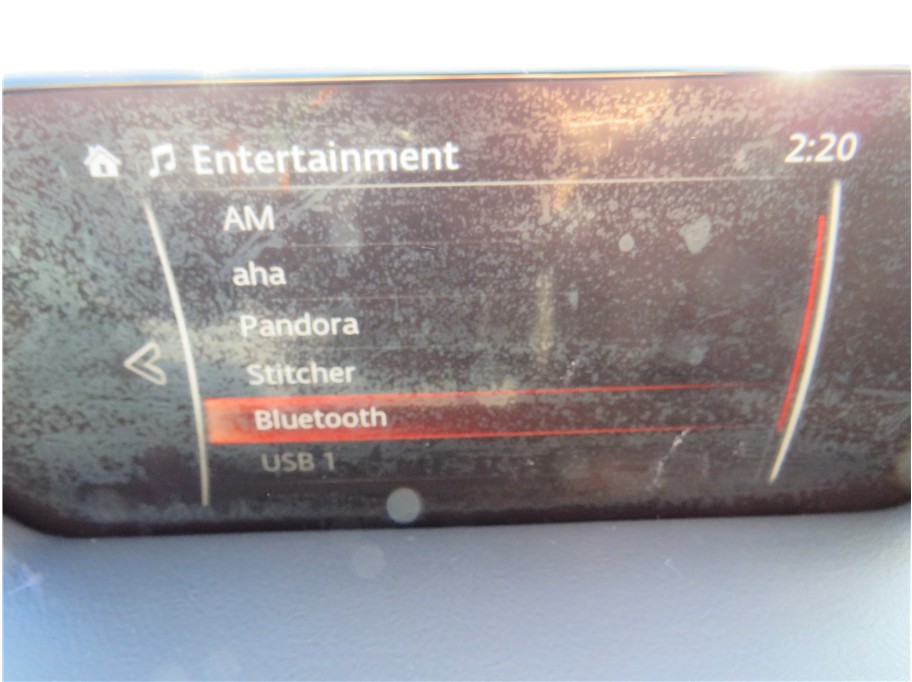 Entertainment 2:20
AM
aha
Pandora
Stitcher
Bluetooth
USB 1